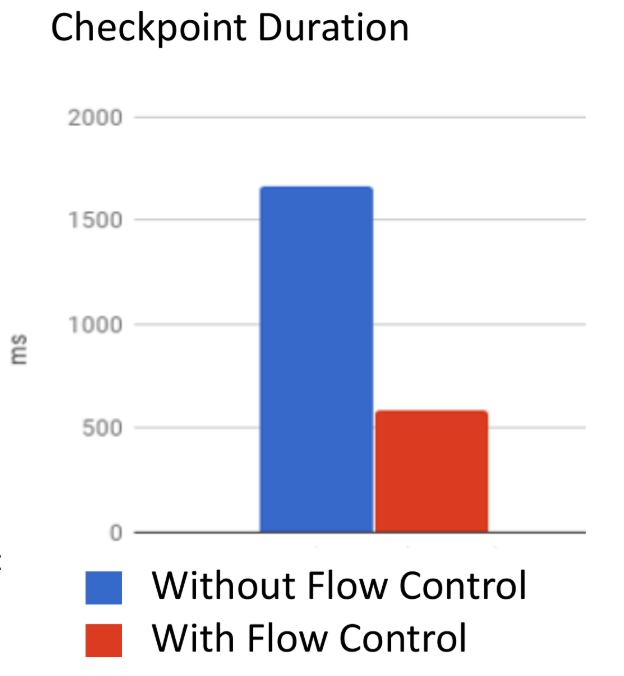 Checkpoint Duration
2000
1500
1000
ms
500
0
Without Flow Control
With Flow Control